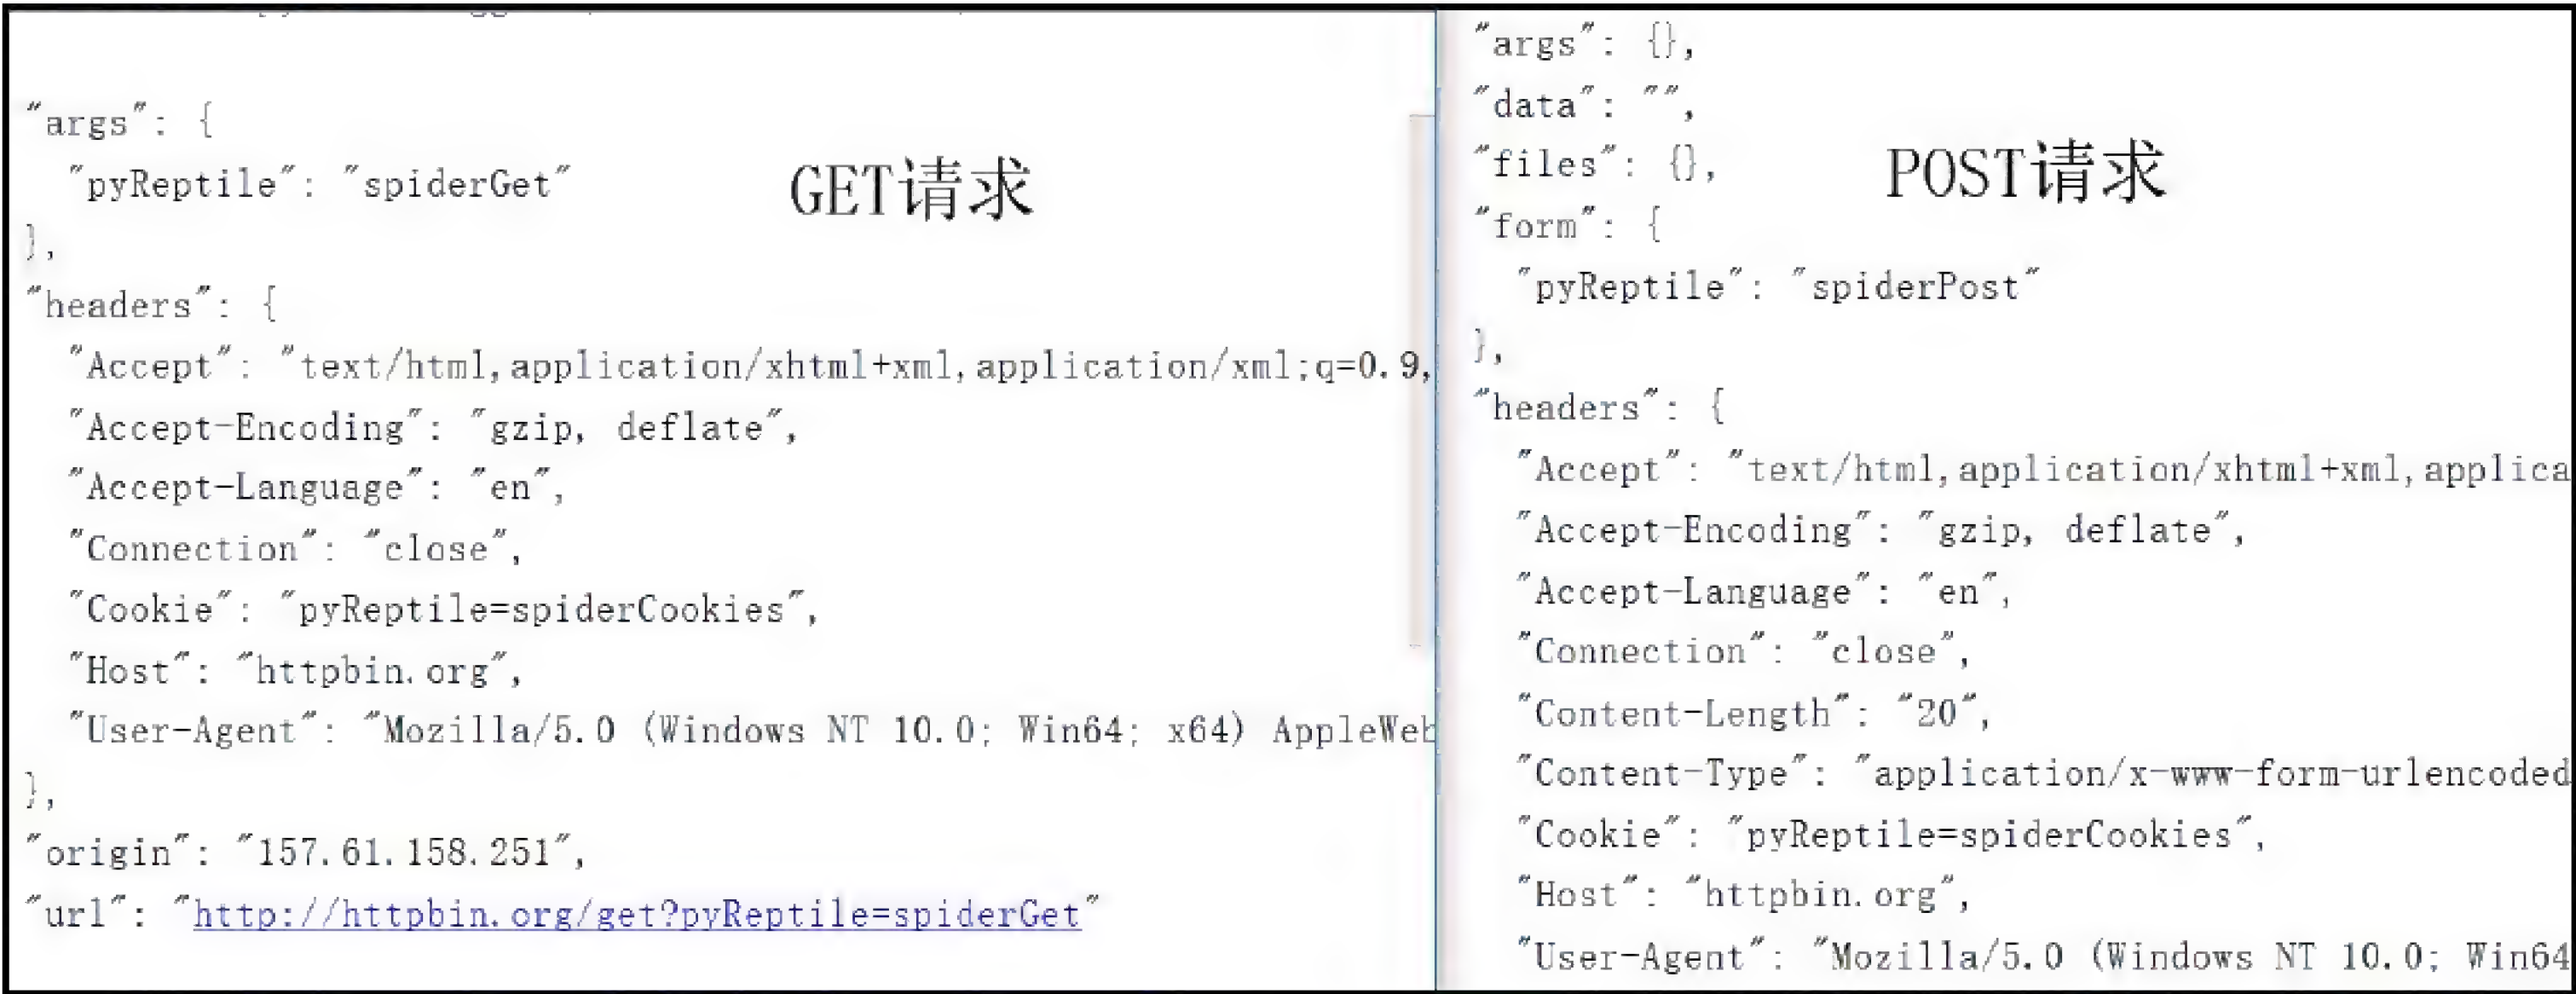 "args": {
"pyReptile": "spiderGet"
},
GET请求
"headers": {
"Accept": "text/html,application/xhtml+xml,application/xml;q=0.9,
"Accept-Encoding": "gzip, deflate",
"Accept-Language": "en",
"Connection": "close",
"Cookie": "pyReptile=spiderCookies",
"Host": "httpbin.org",
"User-Agent": "Mozilla/5.0 (Windows NT 10.0; Win64; x64) AppleWeb
},
"origin": "157.61.158.251",
"url": "http://httpbin.org/get?pyReptile=spiderGet"
"args": {},
"data": "",
"files": {},
POST请求
"form": {
"pyReptile": "spiderPost"
},
"headers": {
"Accept": "text/html,application/xhtml+xml,applica
"Accept-Encoding": "gzip, deflate",
"Accept-Language": "en",
"Connection": "close",
"Content-Length": "20",
"Content-Type": "application/x-www-form-urlencoded
"Cookie": "pyReptile=spiderCookies",
"Host": "httpbin.org",
"User-Agent": "Mozilla/5.0 (Windows NT 10.0; Win64